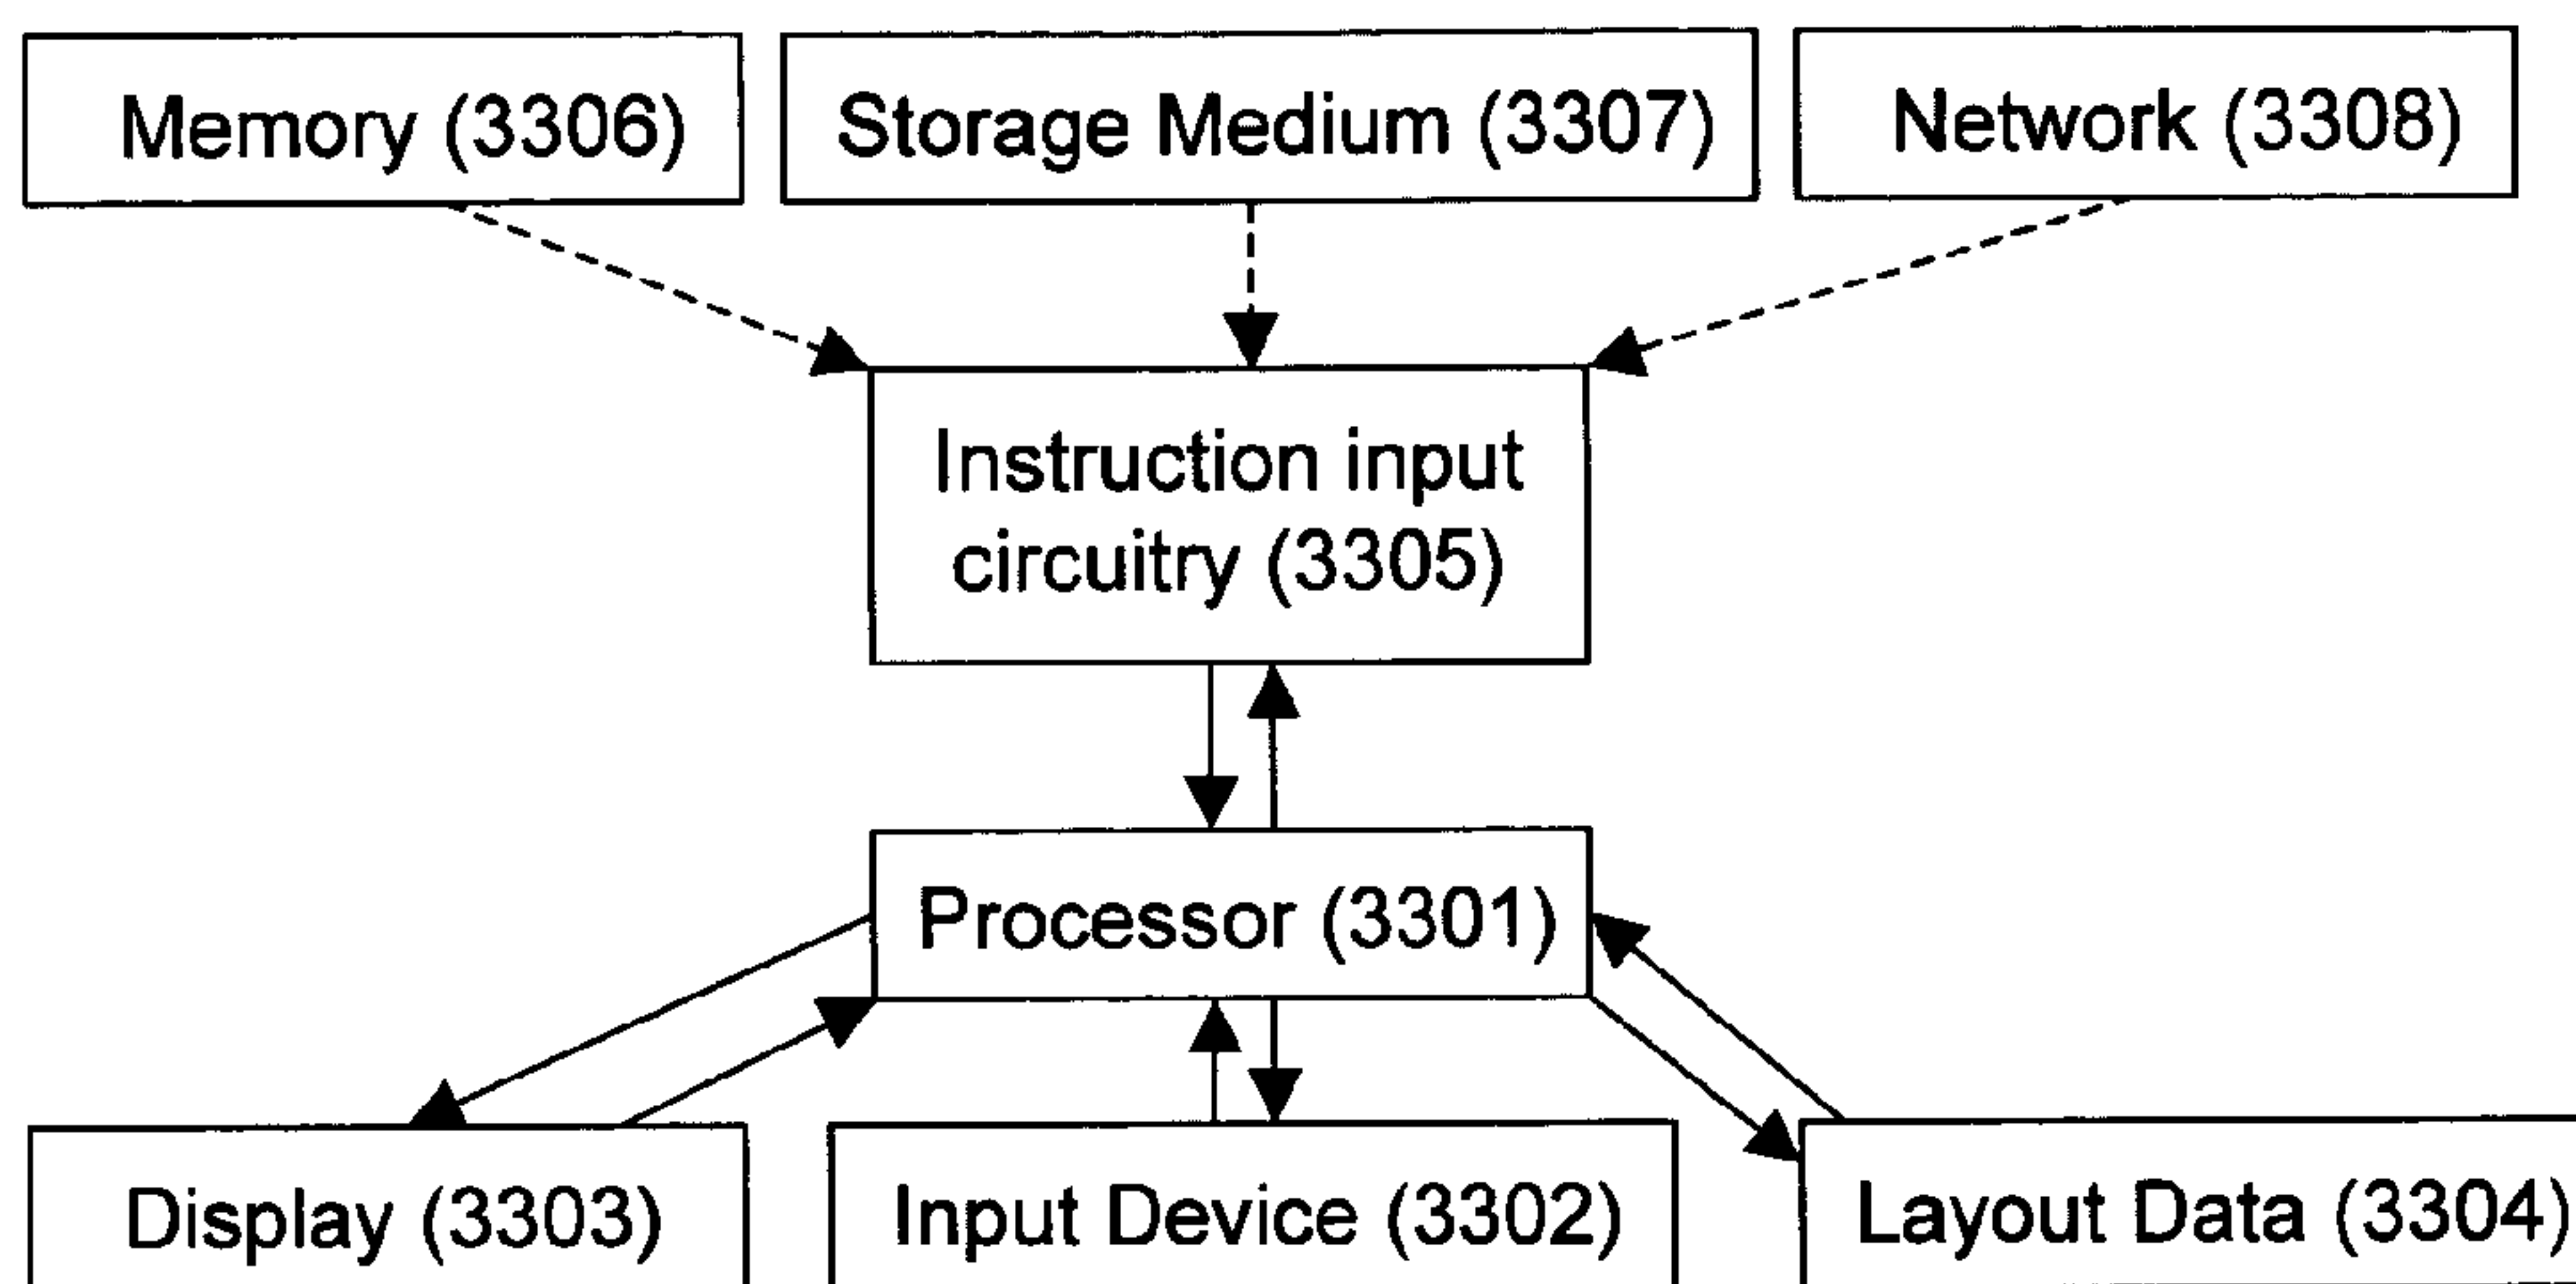 Memory (3306)
Storage Medium (3307)
Network (3308)
Instruction input
circuitry (3305)
Processor (3301)
Display (3303)
Input Device (3302)
Layout Data (3304)